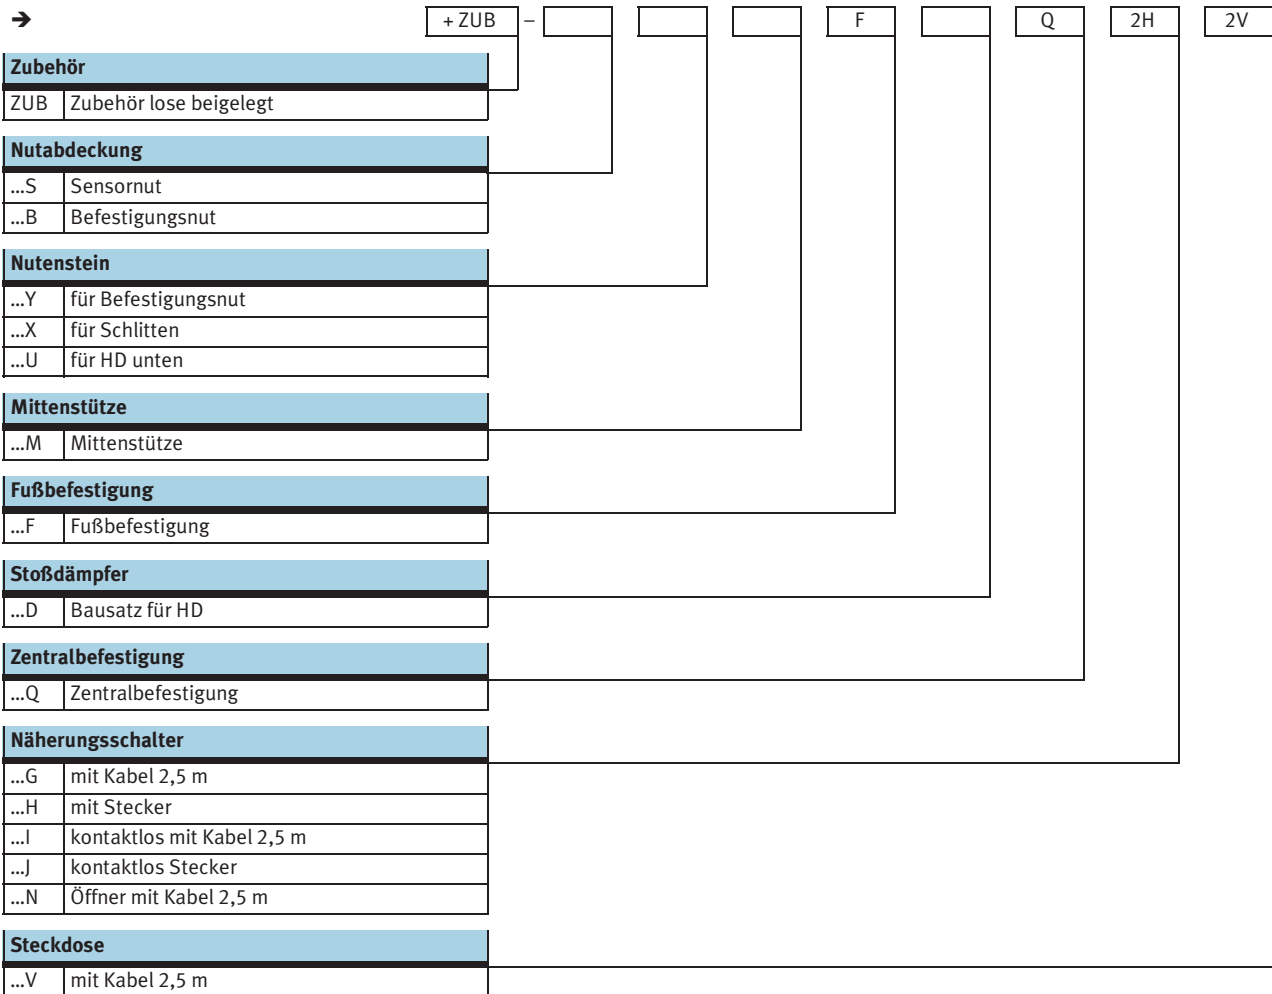 ➔ + ZUB – F Q 2H 2V
Zubehör
ZUB Zubehör lose beigelegt
Nutabdeckung
...S Sensornut
...B Befestigungsnut
Nutenstein
...Y für Befestigungsnut
...X für Schlitten
...U für HD unten
Mittenstütze
...M Mittenstütze
Fußbefestigung
...F Fußbefestigung
Stoßdämpfer
...D Bausatz für HD
Zentralbefestigung
...Q Zentralbefestigung
Näherungsschalter
...G mit Kabel 2,5 m
...H mit Stecker
...I kontaktlos mit Kabel 2,5 m
...J kontaktlos Stecker
...N Öffner mit Kabel 2,5 m
Steckdose
...V mit Kabel 2,5 m